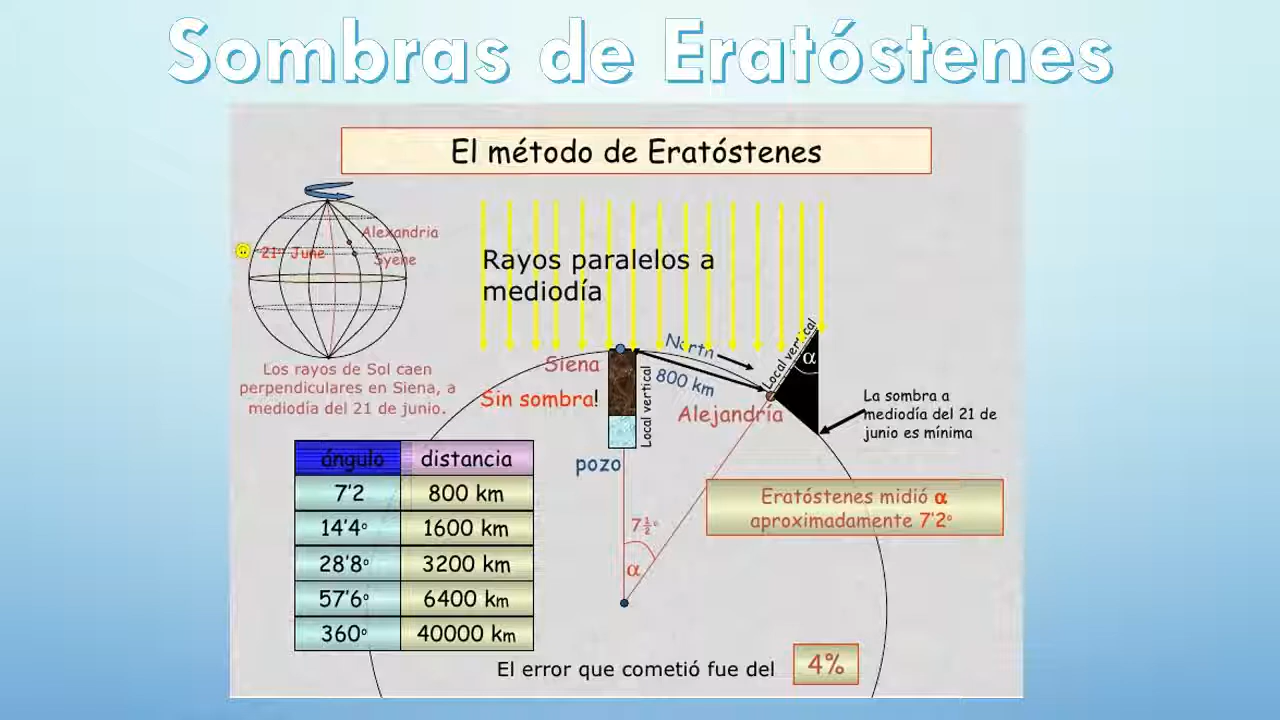 Sombras de Eratóstenes
El método de Eratóstenes
Alexandria
21st June
Syene
Los rayos de Sol caen
perpendiculares en Siena, a
mediodía del 21 de junio.
Rayos paralelos a
mediodía
North
800 km
Local vertical
α
Siena
Sin sombra!
Local vertical
Alejandría
pozo
La sombra a
mediodía del 21 de
junio es mínima
ángulo distancia
7'2 800 km
14'4º 1600 km
28'8º 3200 km
57'6º 6400 km
360º 40000 km
7½º
α
Eratóstenes midió α
aproximadamente 7'2º
El error que cometió fue del 4%